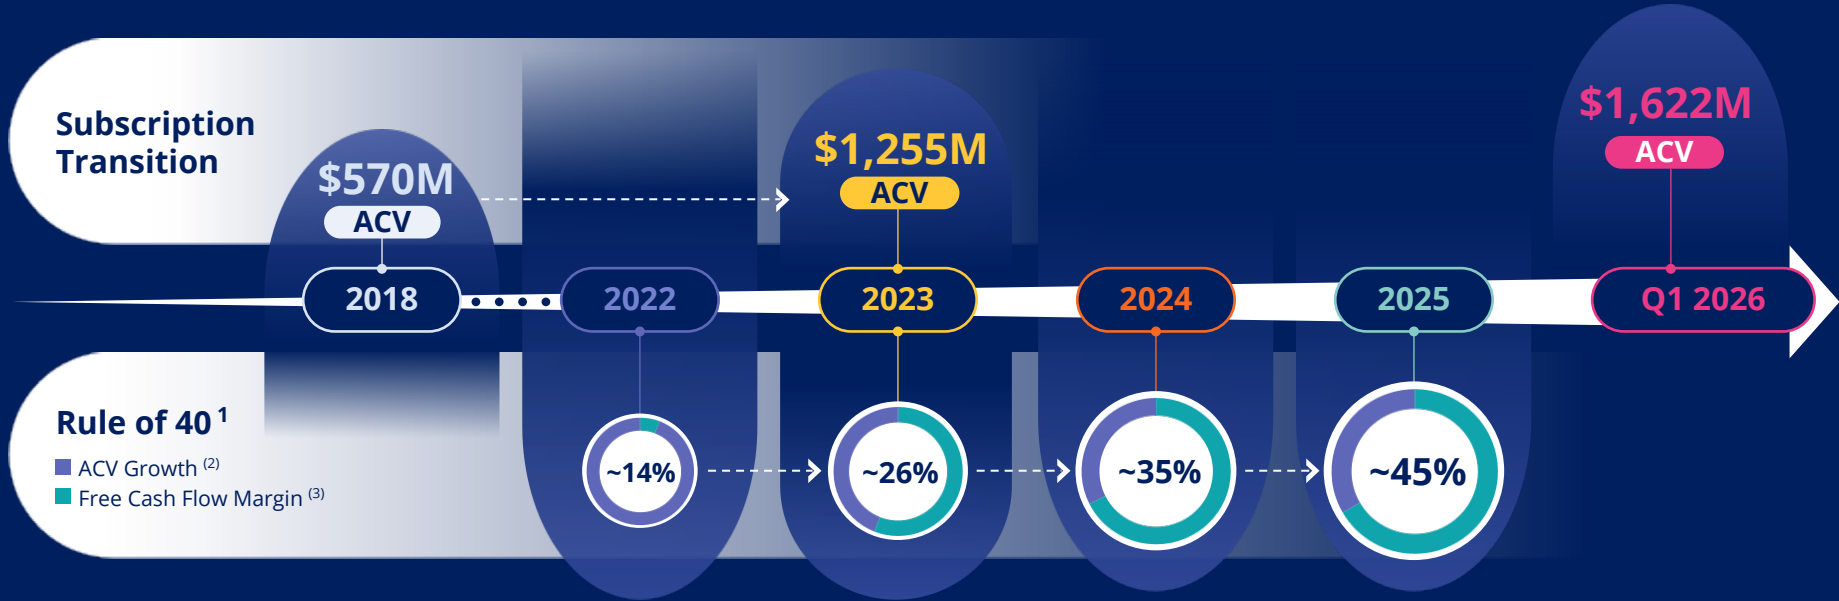 Subscription
Transition
$570M
ACV
$1,255M
ACV
$1,622M
ACV
2018
2022
2023
2024
2025
Q1 2026
Rule of 40 1
ACV Growth (2)
Free Cash Flow Margin (3)
~14%
~26%
~35%
~45%